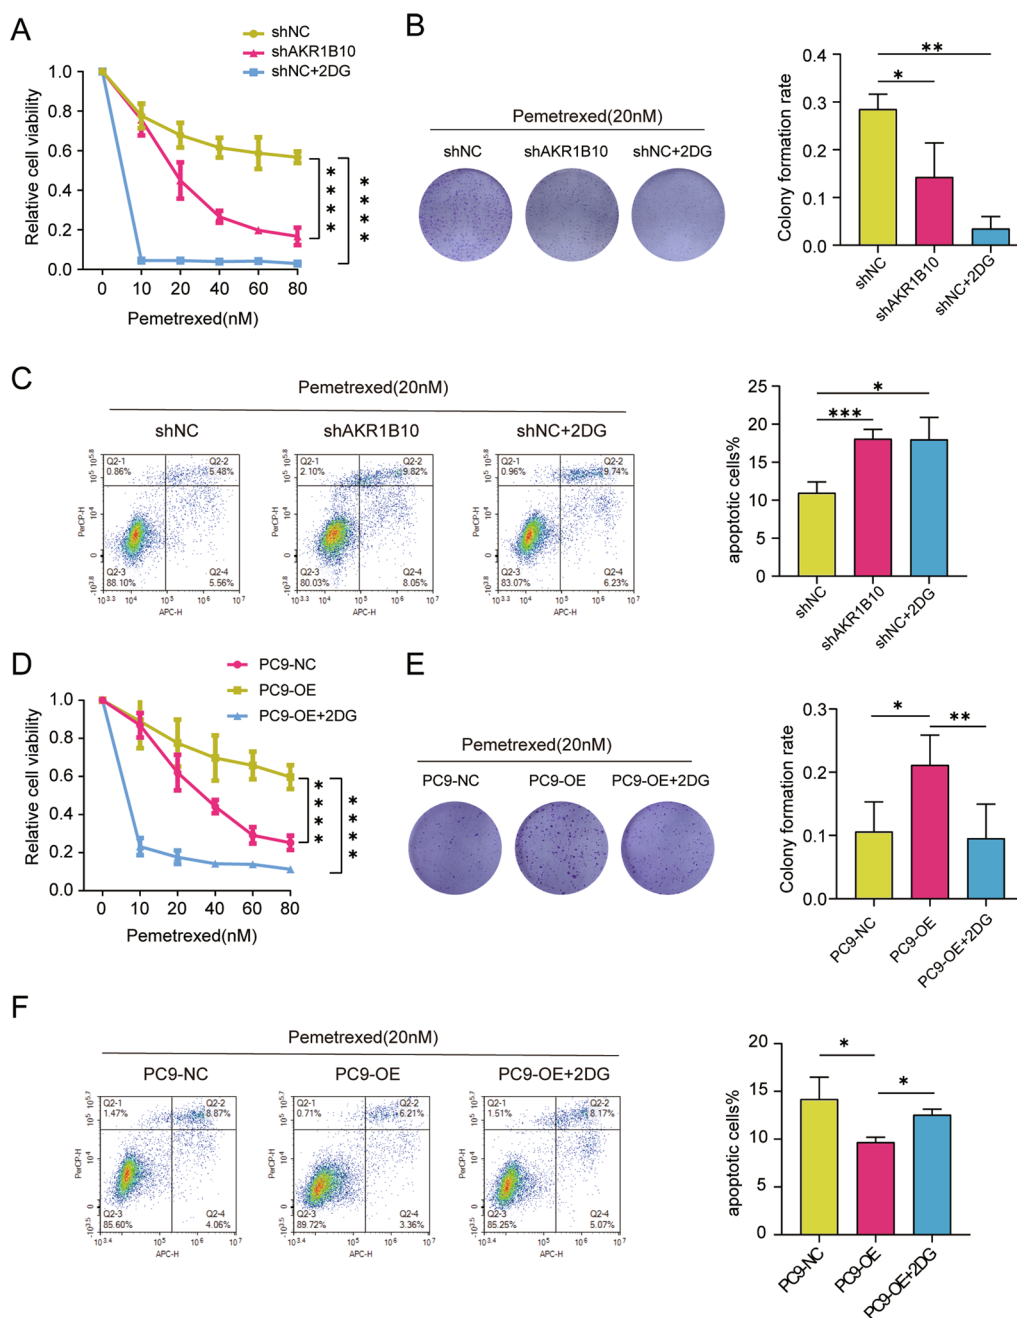 A
shNC
shAKR1B10
shNC+2DG
Relative cell viability
1.0
0.8
0.6
0.4
0.2
0.0
0 10 20 40 60 80
Pemetrexed(nM)
****
****
B
Pemetrexed(20nM)
shNC shAKR1B10 shNC+2DG
Colony formation rate
0.4
0.3
0.2
0.1
0.0
**
*
shNC
shAKR1B10
shNC+2DG
C
Pemetrexed(20nM)
shNC shAKR1B10 shNC+2DG
Q2-1 Q2-2
0.86% 5.48%
Q2-3 Q2-4
88.10% 5.56%
Q2-1 Q2-2
2.10% 9.82%
Q2-3 Q2-4
80.03% 8.05%
Q2-1 Q2-2
0.96% 9.74%
Q2-3 Q2-4
83.07% 6.23%
PerCP-H PerCP-H PerCP-H
APC-H APC-H APC-H
apoptotic cells%
25
20
15
10
5
0
*
***
shNC
shAKR1B10
shNC+2DG
D
PC9-NC
PC9-OE
PC9-OE+2DG
Relative cell viability
1.0
0.8
0.6
0.4
0.2
0.0
0 10 20 40 60 80
Pemetrexed(nM)
****
****
E
Pemetrexed(20nM)
PC9-NC PC9-OE PC9-OE+2DG
Colony formation rate
0.3
0.2
0.1
0.0
*
**
PC9-NC
PC9-OE
PC9-OE+2DG
F
Pemetrexed(20nM)
PC9-NC PC9-OE PC9-OE+2DG
Q2-1 Q2-2
1.47% 8.87%
Q2-3 Q2-4
85.60% 4.06%
Q2-1 Q2-2
0.71% 6.21%
Q2-3 Q2-4
89.72% 3.36%
Q2-1 Q2-2
1.51% 8.17%
Q2-3 Q2-4
85.25% 5.07%
PerCP-H PerCP-H PerCP-H
APC-H APC-H APC-H
apoptotic cells%
20
15
10
5
0
*
*
PC9-NC
PC9-OE
PC9-OE+2DG